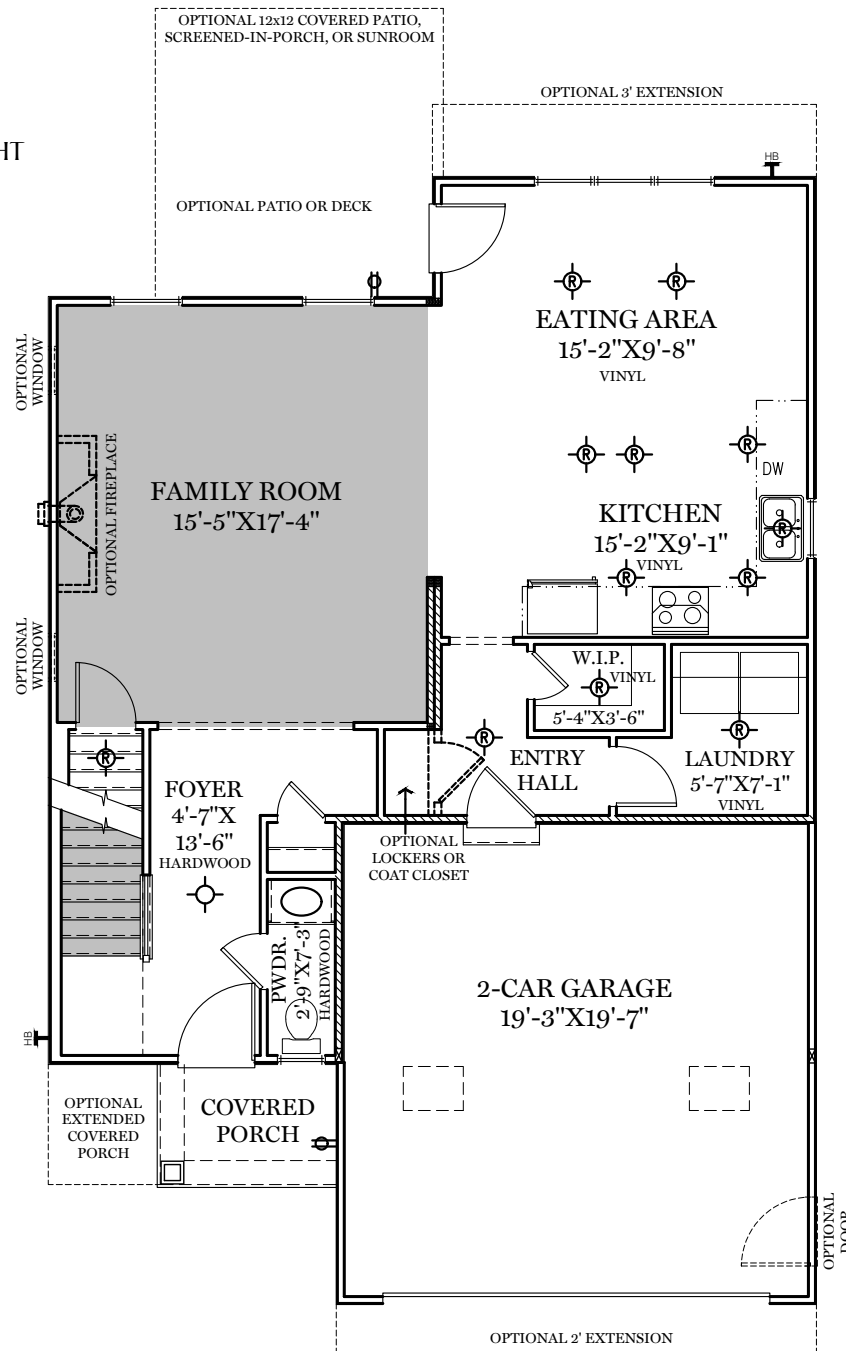 OPTIONAL 12x12 COVERED PATIO,
SCREENED-IN-PORCH, OR SUNROOM
OPTIONAL 3' EXTENSION
HT
HB
OPTIONAL PATIO OR DECK
EATING AREA
15'-2"X9'-8"
VINYL
OPTIONAL
WINDOW
R
R
OPTIONAL FIREPLACE
FAMILY ROOM
15'-5"X17'-4"
R
R
R
DW
KITCHEN
15'-2"X9'-1"
VINYL
R
R
R
OPTIONAL
WINDOW
W.I.P.
VINYL
R
5'-4"X3'-6"
R
R
R
ENTRY
HALL
LAUNDRY
5'-7"X7'-1"
VINYL
FOYER
4'-7"X
13'-6"
HARDWOOD
OPTIONAL
LOCKERS OR
COAT CLOSET
PWDR.
2'-9"X7'-3"
HARDWOOD
2-CAR GARAGE
19'-3"X19'-7"
HB
OPTIONAL
EXTENDED
COVERED
PORCH
COVERED
PORCH
OPTIONAL
DOOR
OPTIONAL 2' EXTENSION